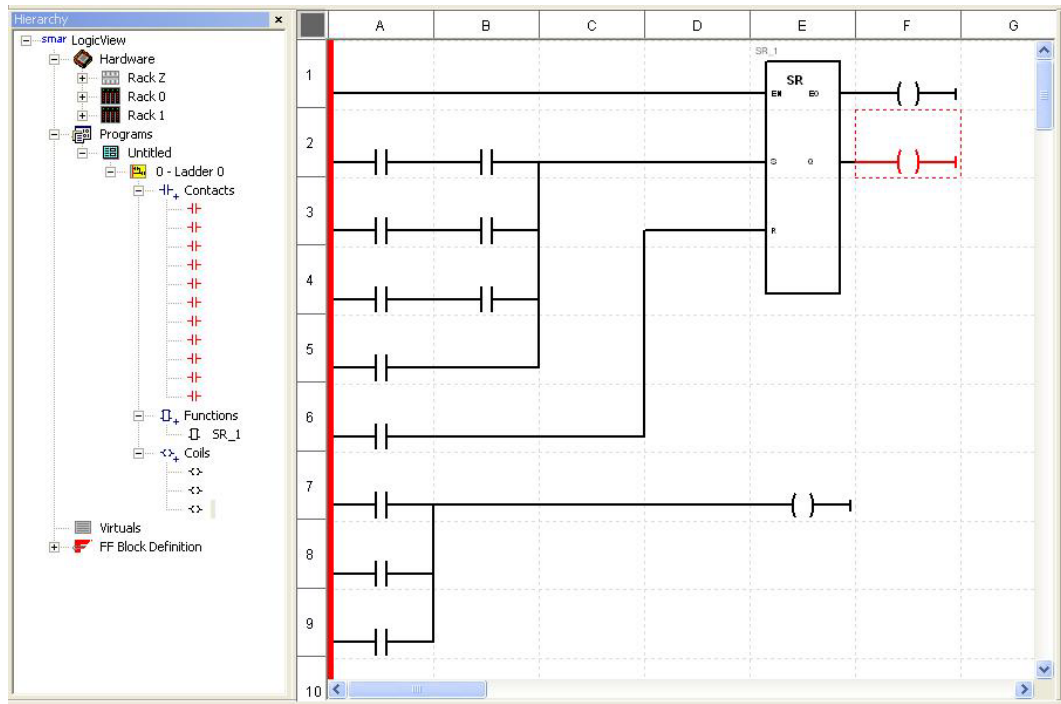 Hierarchy
smar LogicView
Hardware
Rack Z
Rack 0
Rack 1
Programs
Untitled
0 - Ladder 0
Contacts
Functions
SR_1
Coils
Virtuals
FF Block Definition
A B C D E F G
SR_1
1
SR
EN EO
2
S Q
3
R
4
5
6
7
8
9
10